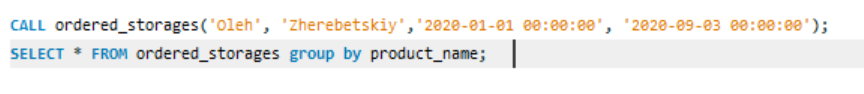 CALL ordered_storages('Oleh', 'Zherebetskiy','2020-01-01 00:00:00', '2020-09-03 00:00:00');
SELECT * FROM ordered_storages group by product_name;